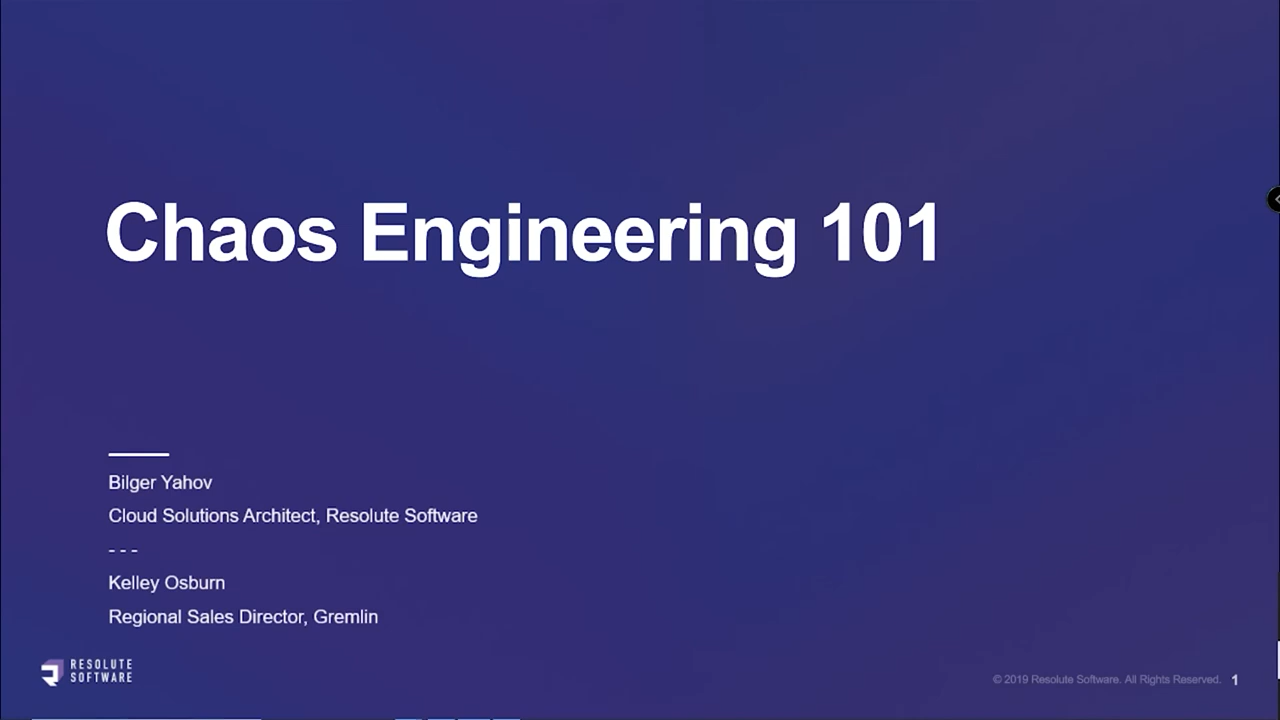 Chaos Engineering 101
Bilger Yahov
Cloud Solutions Architect, Resolute Software
- - -
Kelley Osburn
Regional Sales Director, Gremlin
RESOLUTE
SOFTWARE
© 2019 Resolute Software. All Rights Reserved. 1